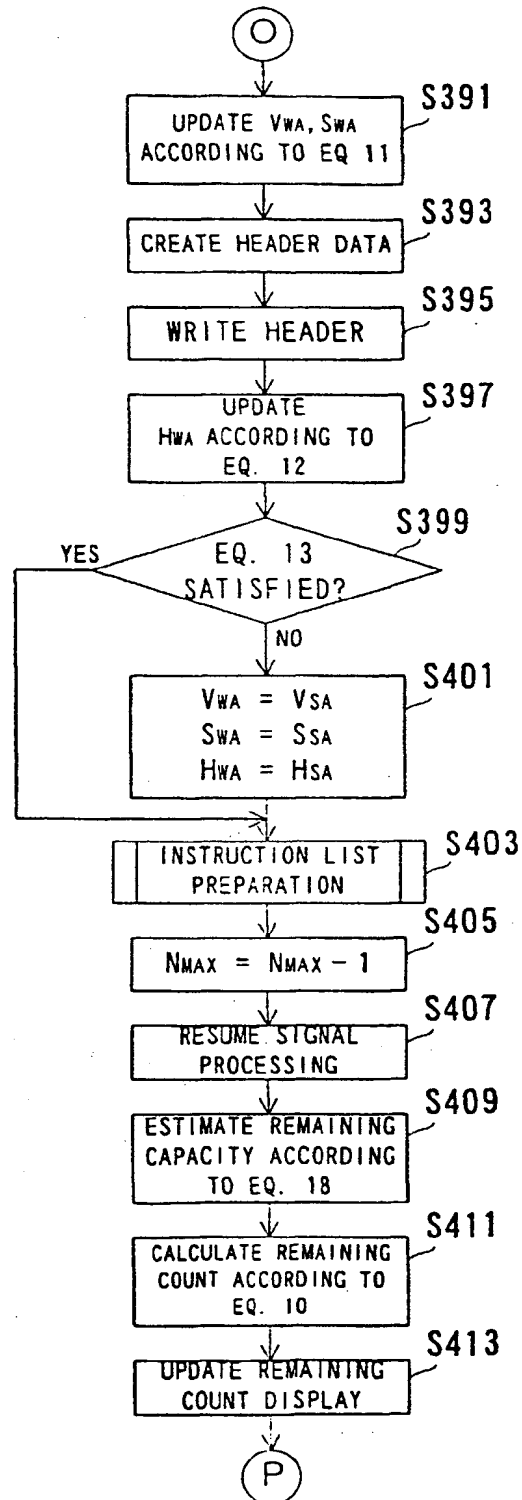 O
S391
UPDATE VWA, SWA
ACCORDING TO EQ 11
S393
CREATE HEADER DATA
S395
WRITE HEADER
S397
UPDATE
HWA ACCORDING TO
EQ. 12
S399
YES
EQ. 13
SATISFIED?
NO
S401
VWA = VSA
SWA = SSA
HWA = HSA
S403
INSTRUCTION LIST
PREPARATION
S405
NMAX = NMAX - 1
S407
RESUME SIGNAL
PROCESSING
S409
ESTIMATE REMAINING
CAPACITY ACCORDING
TO EQ. 18
S411
CALCULATE REMAINING
COUNT ACCORDING TO
EQ. 10
S413
UPDATE REMAINING
COUNT DISPLAY
P